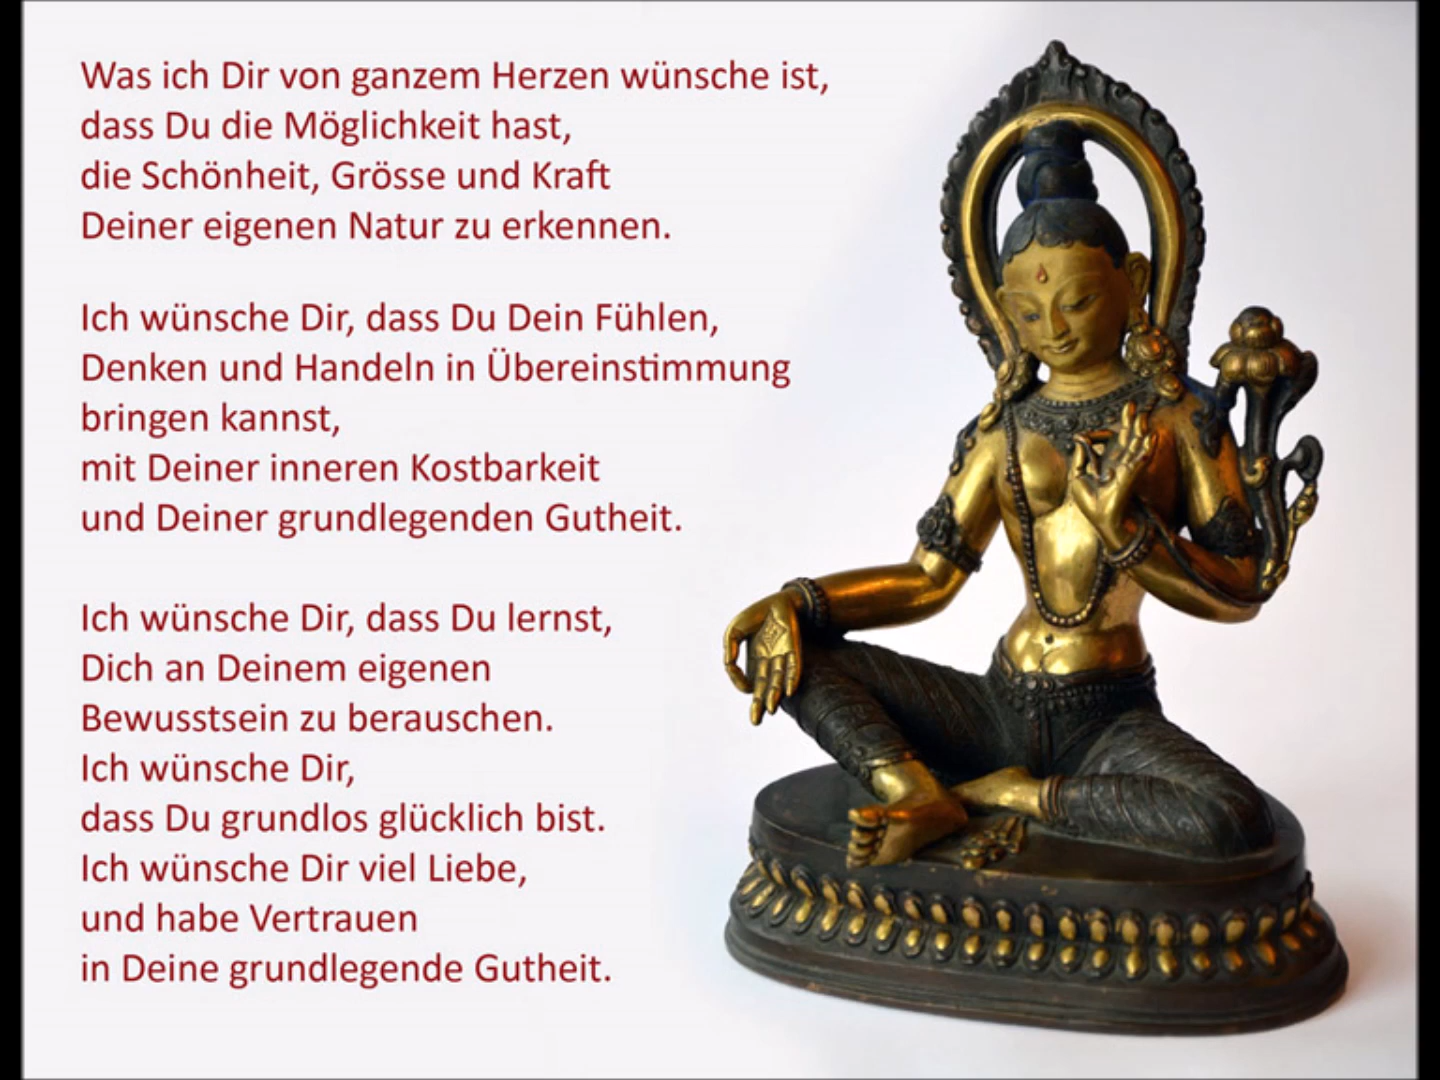 Was ich Dir von ganzem Herzen wünsche ist,
dass Du die Möglichkeit hast,
die Schönheit, Grösse und Kraft
Deiner eigenen Natur zu erkennen.
Ich wünsche Dir, dass Du Dein Fühlen,
Denken und Handeln in Übereinstimmung
bringen kannst,
mit Deiner inneren Kostbarkeit
und Deiner grundlegenden Gutheit.
Ich wünsche Dir, dass Du lernst,
Dich an Deinem eigenen
Bewusstsein zu berauschen.
Ich wünsche Dir,
dass Du grundlos glücklich bist.
Ich wünsche Dir viel Liebe,
und habe Vertrauen
in Deine grundlegende Gutheit.